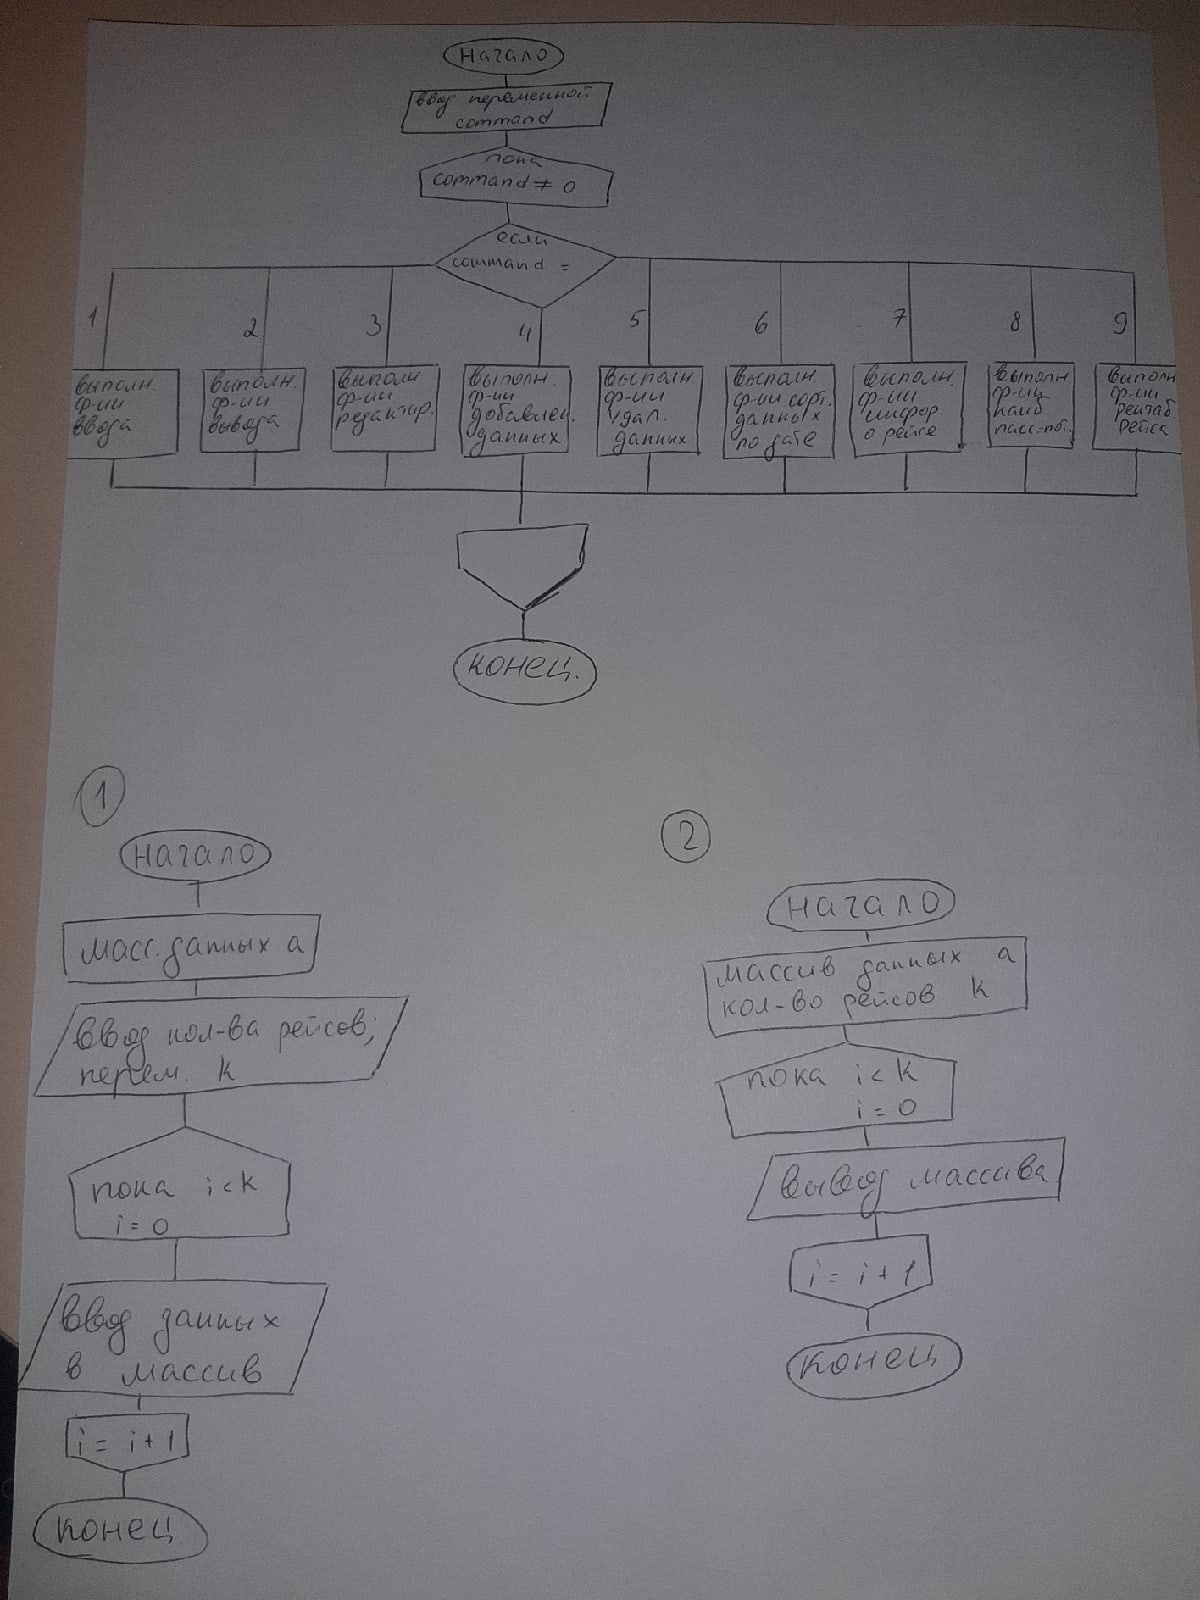 Начало
ввод переменной
command
пока
command ≠ 0
если
command =
1
2
3
4
5
6
7
8
9
выполн.
ф-ии
ввода
выполн.
ф-ии
вывода
выполн
ф-ии
редактир.
выполн.
ф-ии
добавлен.
данных
выполн
ф-ии
удал.
данных
выполн.
ф-ии сорт.
данных
по дате
выполн.
ф-ии
инфор.
о рейсе
выполн
ф-ии
наиб
пасс-по.
выполн
ф-ии
рентаб.
рейса
конец.
1
начало
масс. данных a
Ввод кол-ва рейсов;
перем. k
пока i < k
i = 0
Ввод данных
в массив
i = i + 1
конец
2
начало
массив данных a
кол-во рейсов k
пока i < k
i = 0
вывод массива
i = i + 1
конец